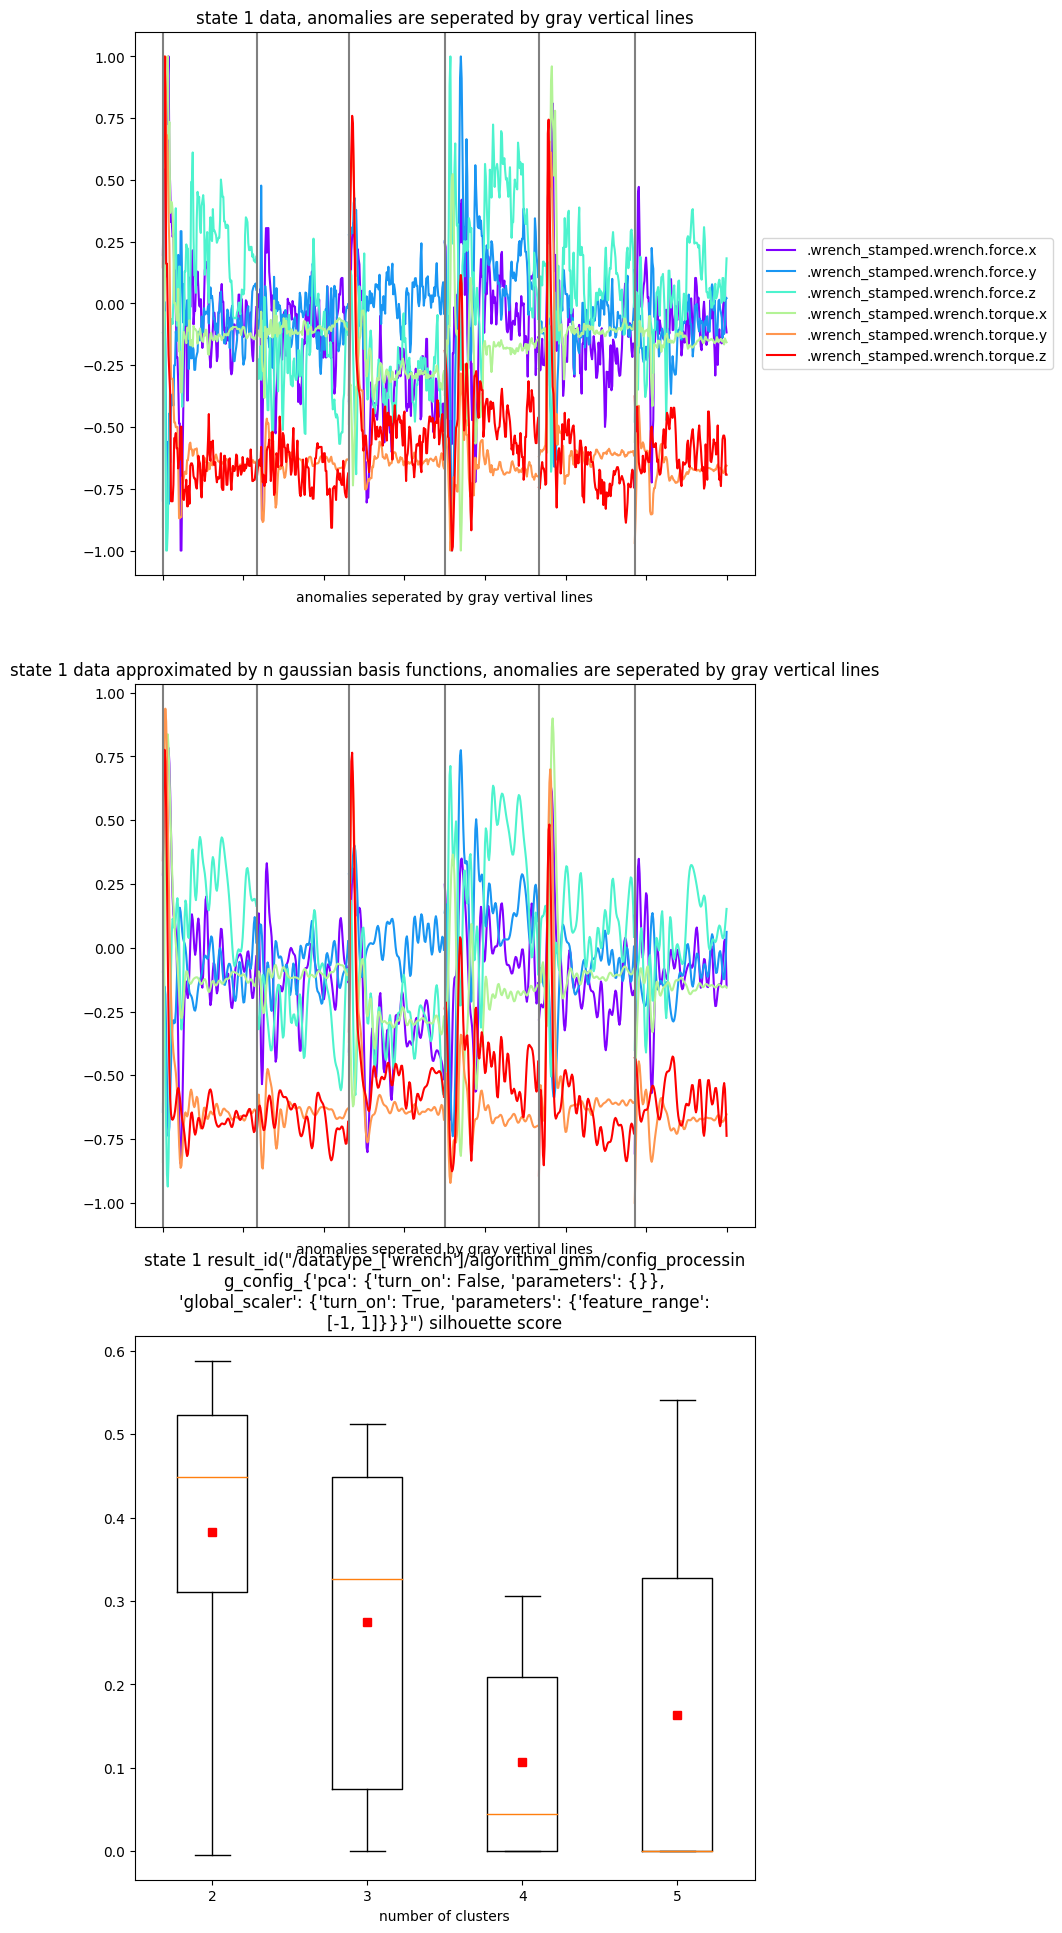 state 1 data, anomalies are seperated by gray vertical lines
1.00
0.75
0.50
0.25
0.00
−0.25
−0.50
−0.75
−1.00
anomalies seperated by gray vertival lines
.wrench_stamped.wrench.force.x
.wrench_stamped.wrench.force.y
.wrench_stamped.wrench.force.z
.wrench_stamped.wrench.torque.x
.wrench_stamped.wrench.torque.y
.wrench_stamped.wrench.torque.z
state 1 data approximated by n gaussian basis functions, anomalies are seperated by gray vertical lines
1.00
0.75
0.50
0.25
0.00
−0.25
−0.50
−0.75
−1.00
anomalies seperated by gray vertival lines
state 1 result_id("/datatype_['wrench']/algorithm_gmm/config_processin
g_config_{'pca': {'turn_on': False, 'parameters': {}},
'global_scaler': {'turn_on': True, 'parameters': {'feature_range':
[-1, 1]}}}") silhouette score
0.6
0.5
0.4
0.3
0.2
0.1
0.0
2 3 4 5
number of clusters